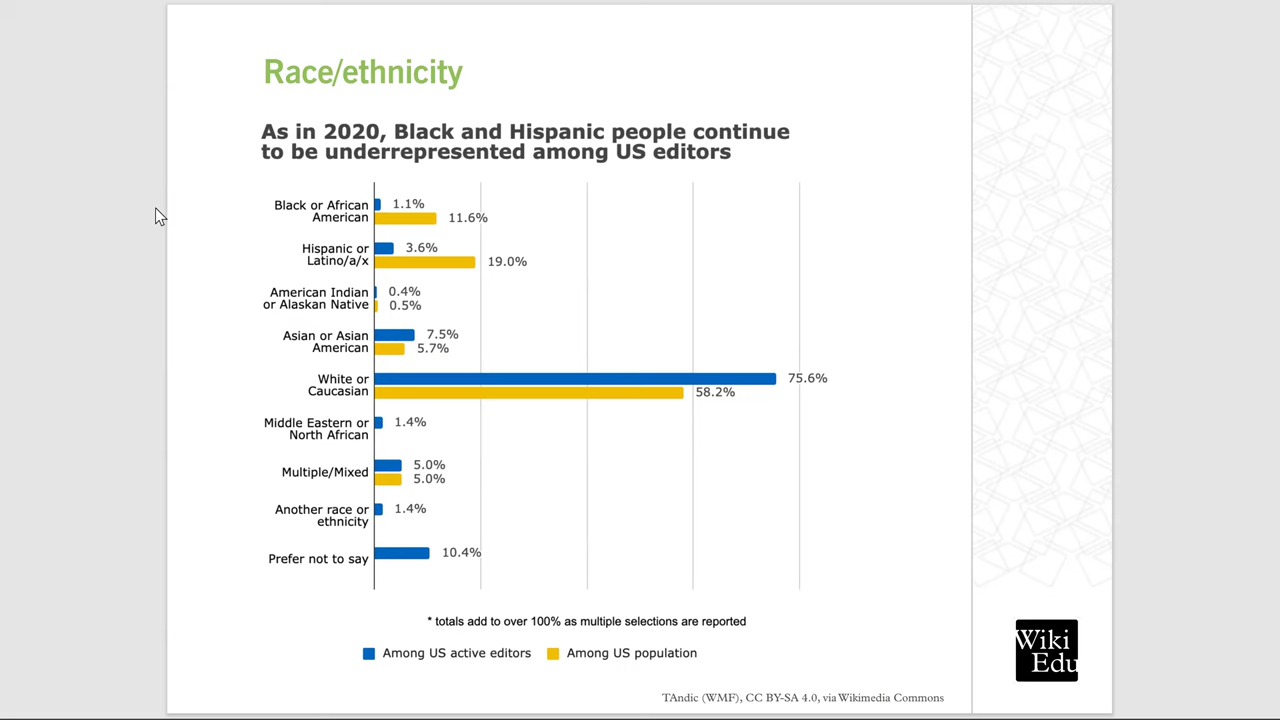 Race/ethnicity
As in 2020, Black and Hispanic people continue
to be underrepresented among US editors
Black or African
American
1.1%
11.6%
Hispanic or
Latino/a/x
3.6%
19.0%
American Indian
or Alaskan Native
0.4%
0.5%
Asian or Asian
American
7.5%
5.7%
White or
Caucasian
75.6%
58.2%
Middle Eastern or
North African
1.4%
Multiple/Mixed
5.0%
5.0%
Another race or
ethnicity
1.4%
Prefer not to say
10.4%
* totals add to over 100% as multiple selections are reported
Among US active editors
Among US population
Wiki
Edu
TAndic (WMF), CC BY-SA 4.0, via Wikimedia Commons